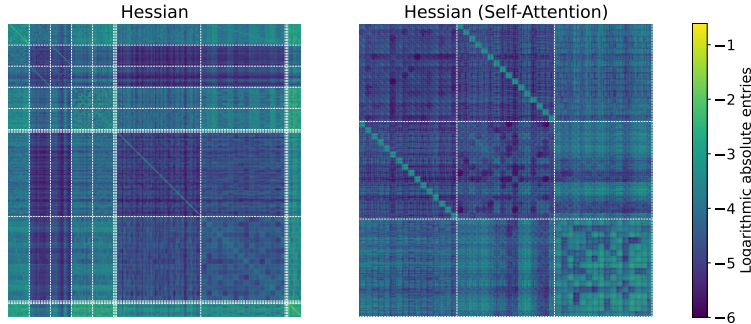 Hessian
Hessian (Self-Attention)
−1
−2
−3
−4
−5
−6
Logarithmic absolute entries